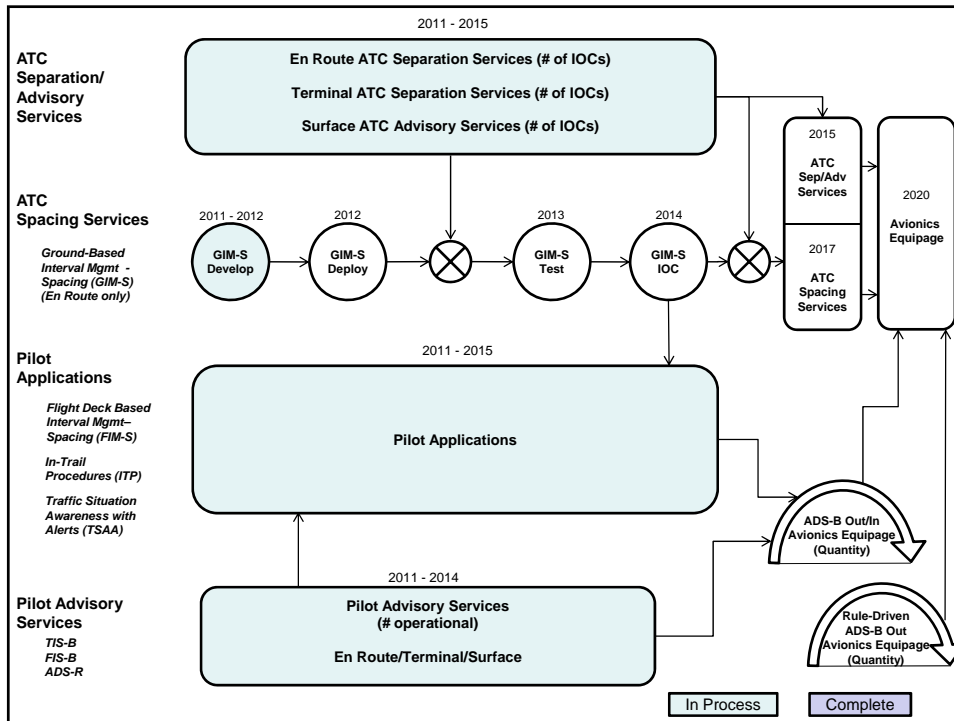 2011 - 2015
ATC
Separation/
Advisory
Services
En Route ATC Separation Services (# of IOCs)
Terminal ATC Separation Services (# of IOCs)
Surface ATC Advisory Services (# of IOCs)
2015
ATC
Sep/Adv
Services
2020
Avionics
Equipage
ATC
Spacing Services
Ground-Based
Interval Mgmt -
Spacing (GIM-S)
(En Route only)
2011 - 2012
GIM-S
Develop
2012
GIM-S
Deploy
2013
GIM-S
Test
2014
GIM-S
IOC
2017
ATC
Spacing
Services
Pilot
Applications
Flight Deck Based
Interval Mgmt–
Spacing (FIM-S)
In-Trail
Procedures (ITP)
Traffic Situation
Awareness with
Alerts (TSAA)
2011 - 2015
Pilot Applications
ADS-B Out/In
Avionics Equipage
(Quantity)
Pilot Advisory
Services
TIS-B
FIS-B
ADS-R
2011 - 2014
Pilot Advisory Services
(# operational)
En Route/Terminal/Surface
Rule-Driven
ADS-B Out
Avionics Equipage
(Quantity)
In Process
Complete